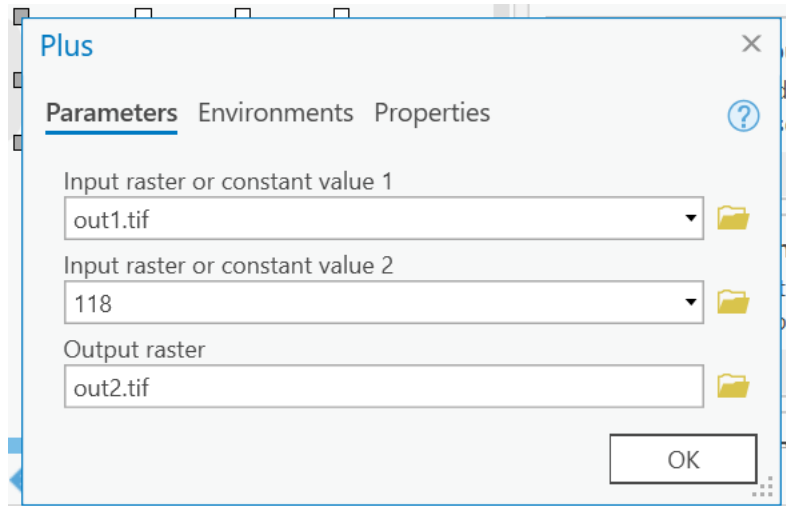 Plus
Parameters Environments Properties
Input raster or constant value 1
out1.tif
Input raster or constant value 2
118
Output raster
out2.tif
OK